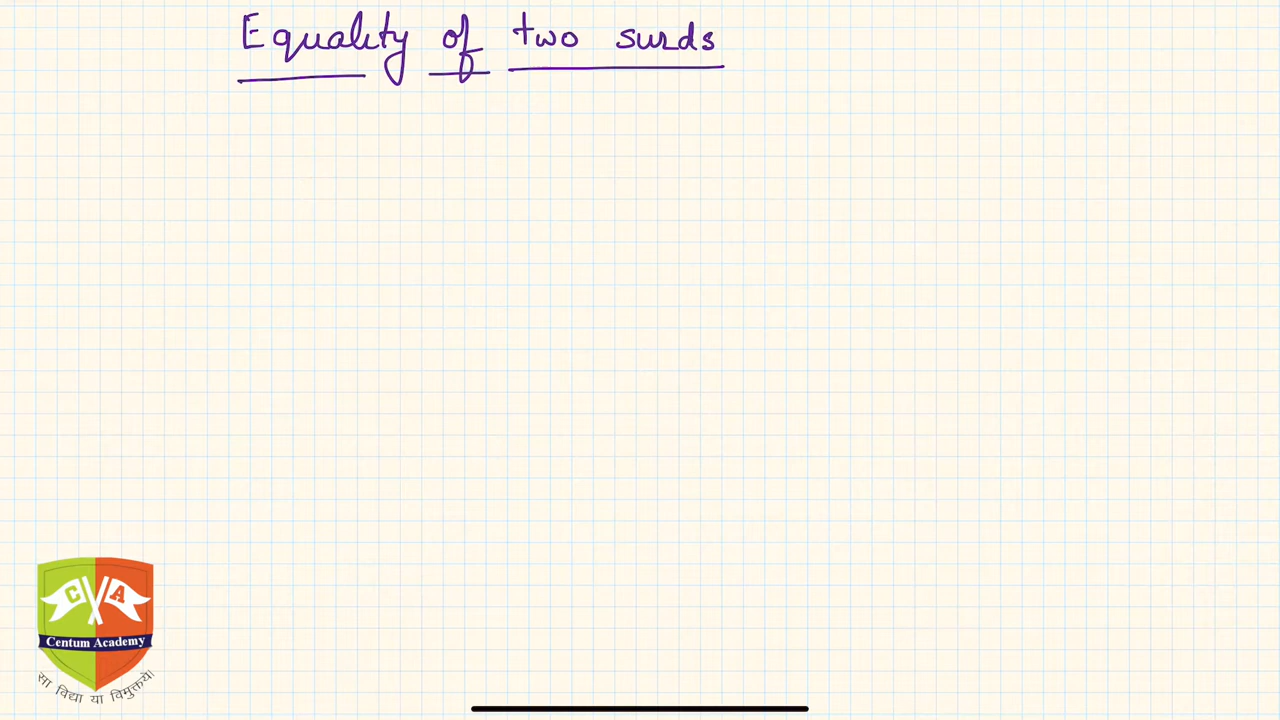 Equality of two surds
C A
Centum Academy
सा विद्या या विमुक्तये।